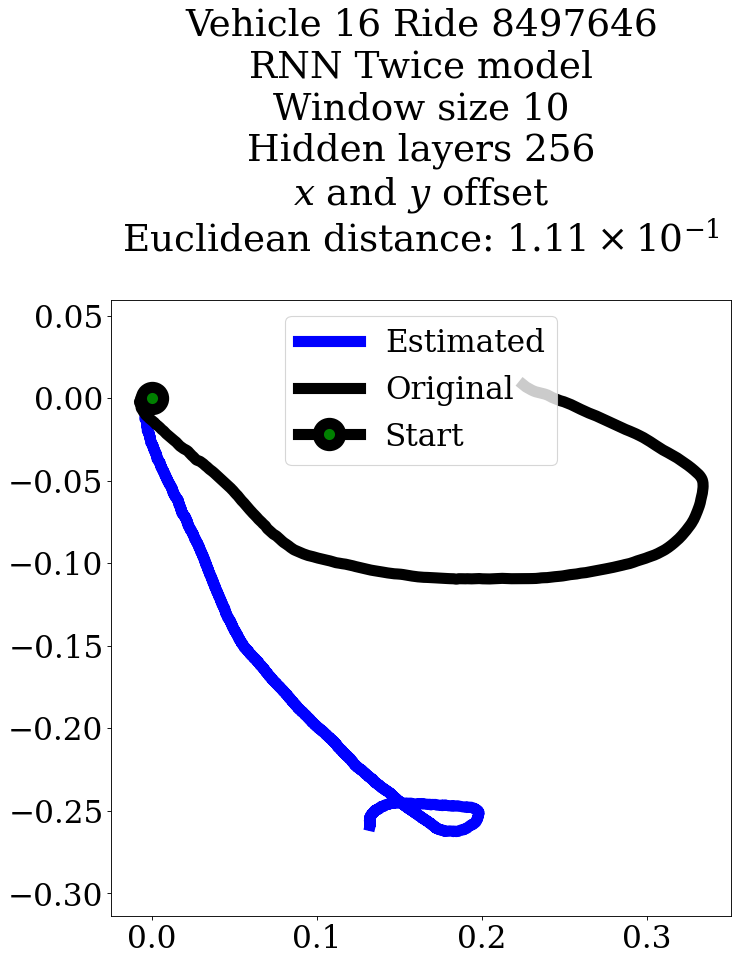 Vehicle 16 Ride 8497646
RNN Twice model
Window size 10
Hidden layers 256
x and y offset
Euclidean distance: 1.11 × 10⁻¹
Estimated
Original
Start
0.05
0.00
−0.05
−0.10
−0.15
−0.20
−0.25
−0.30
0.0 0.1 0.2 0.3